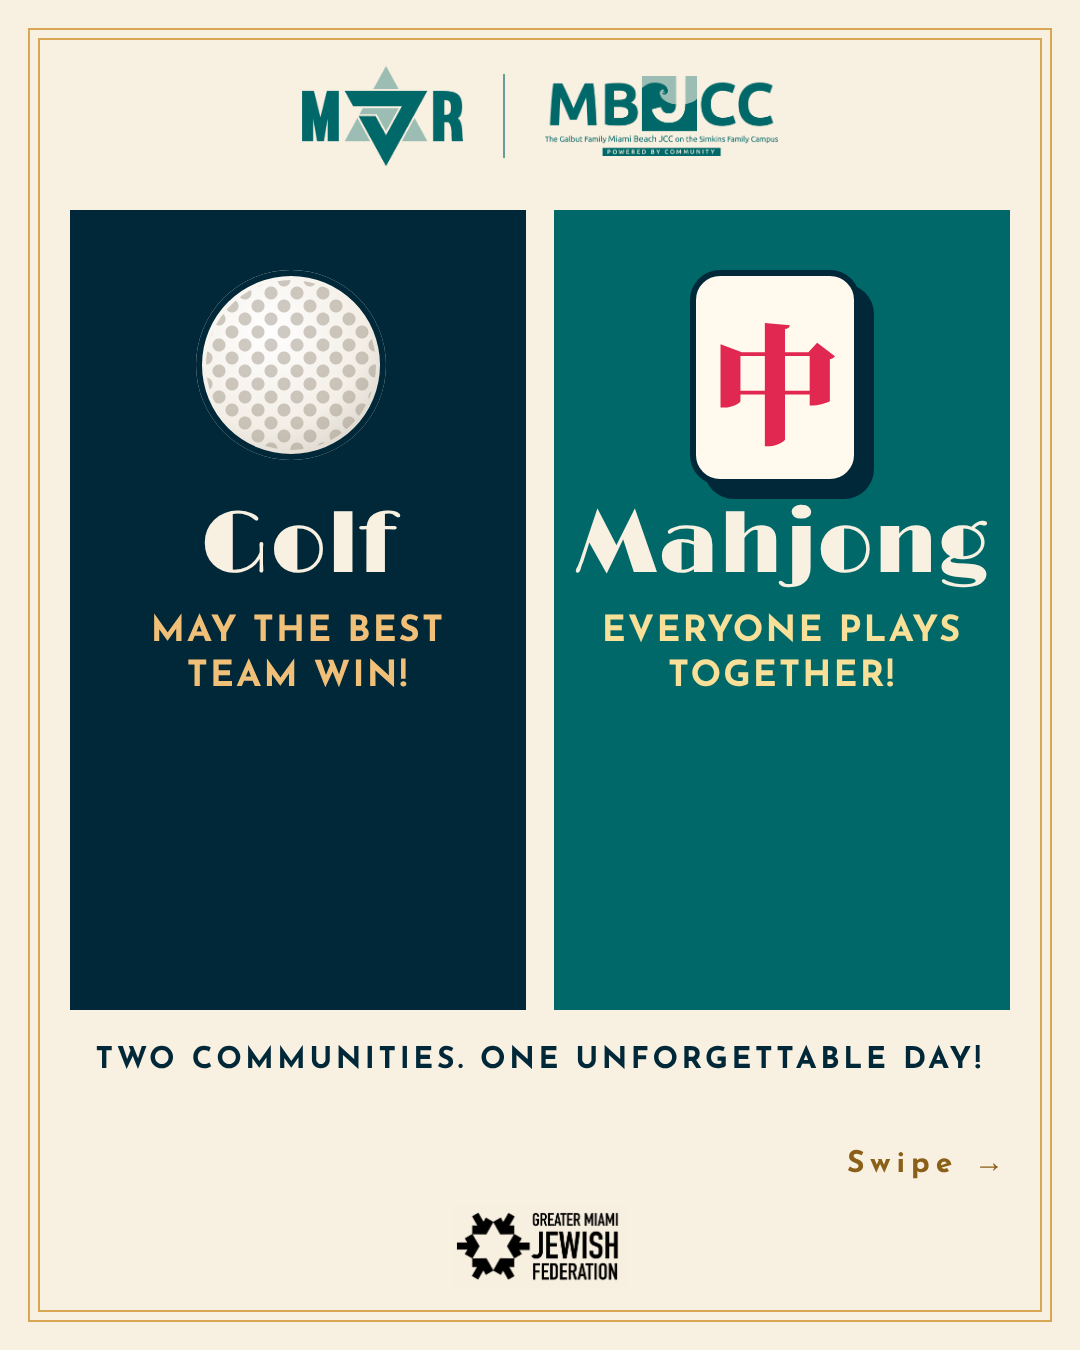 M R
MBJCC
The Galbut Family Miami Beach JCC on the Simkins Family Campus
POWERED BY COMMUNITY
Golf
MAY THE BEST
TEAM WIN!
中
Mahjong
EVERYONE PLAYS
TOGETHER!
TWO COMMUNITIES. ONE UNFORGETTABLE DAY!
Swipe →
GREATER MIAMI
JEWISH
FEDERATION